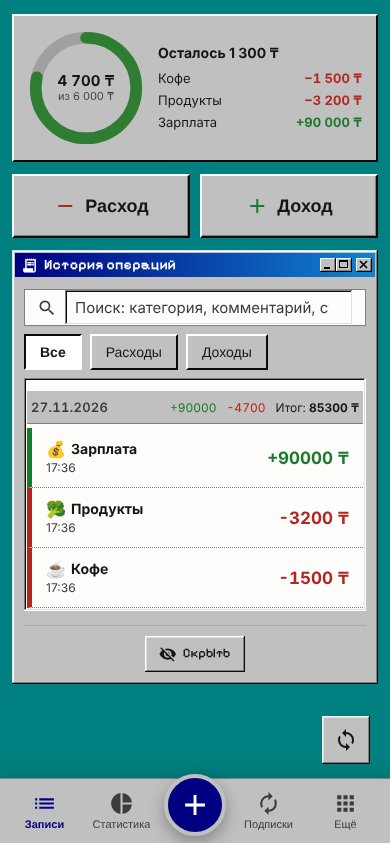 Осталось 1 300 ₸
4 700 ₸
из 6 000 ₸
Кофе −1 500 ₸
Продукты −3 200 ₸
Зарплата +90 000 ₸
− Расход
+ Доход
История операций
Поиск: категория, комментарий, с
Все Расходы Доходы
27.11.2026 +90000 -4700 Итог: 85300 ₸
Зарплата
17:36
+90000 ₸
Продукты
17:36
-3200 ₸
Кофе
17:36
-1500 ₸
Скрыть
Записи Статистика + Подписки Ещё